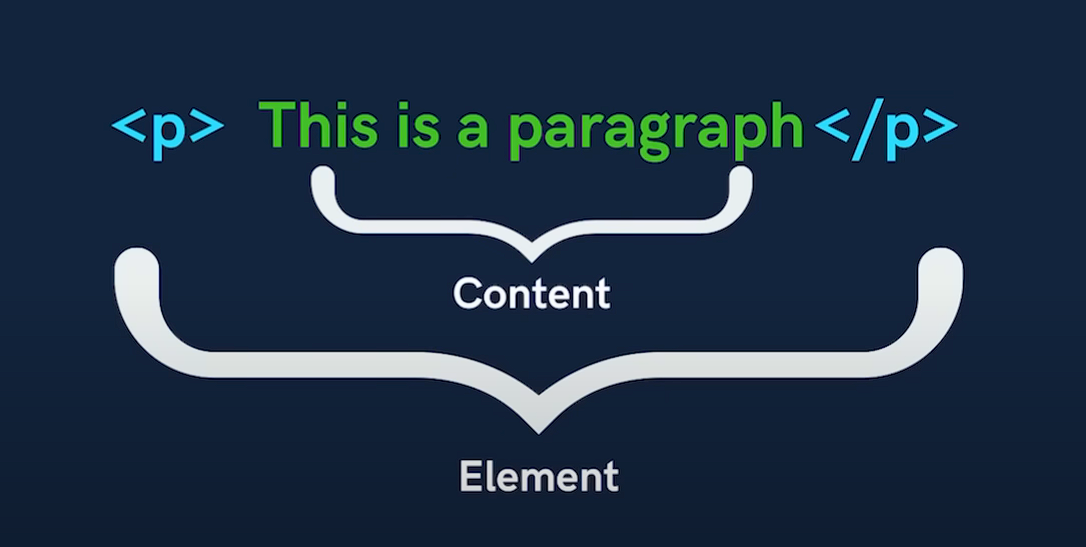 <p> This is a paragraph</p>
Content
Element